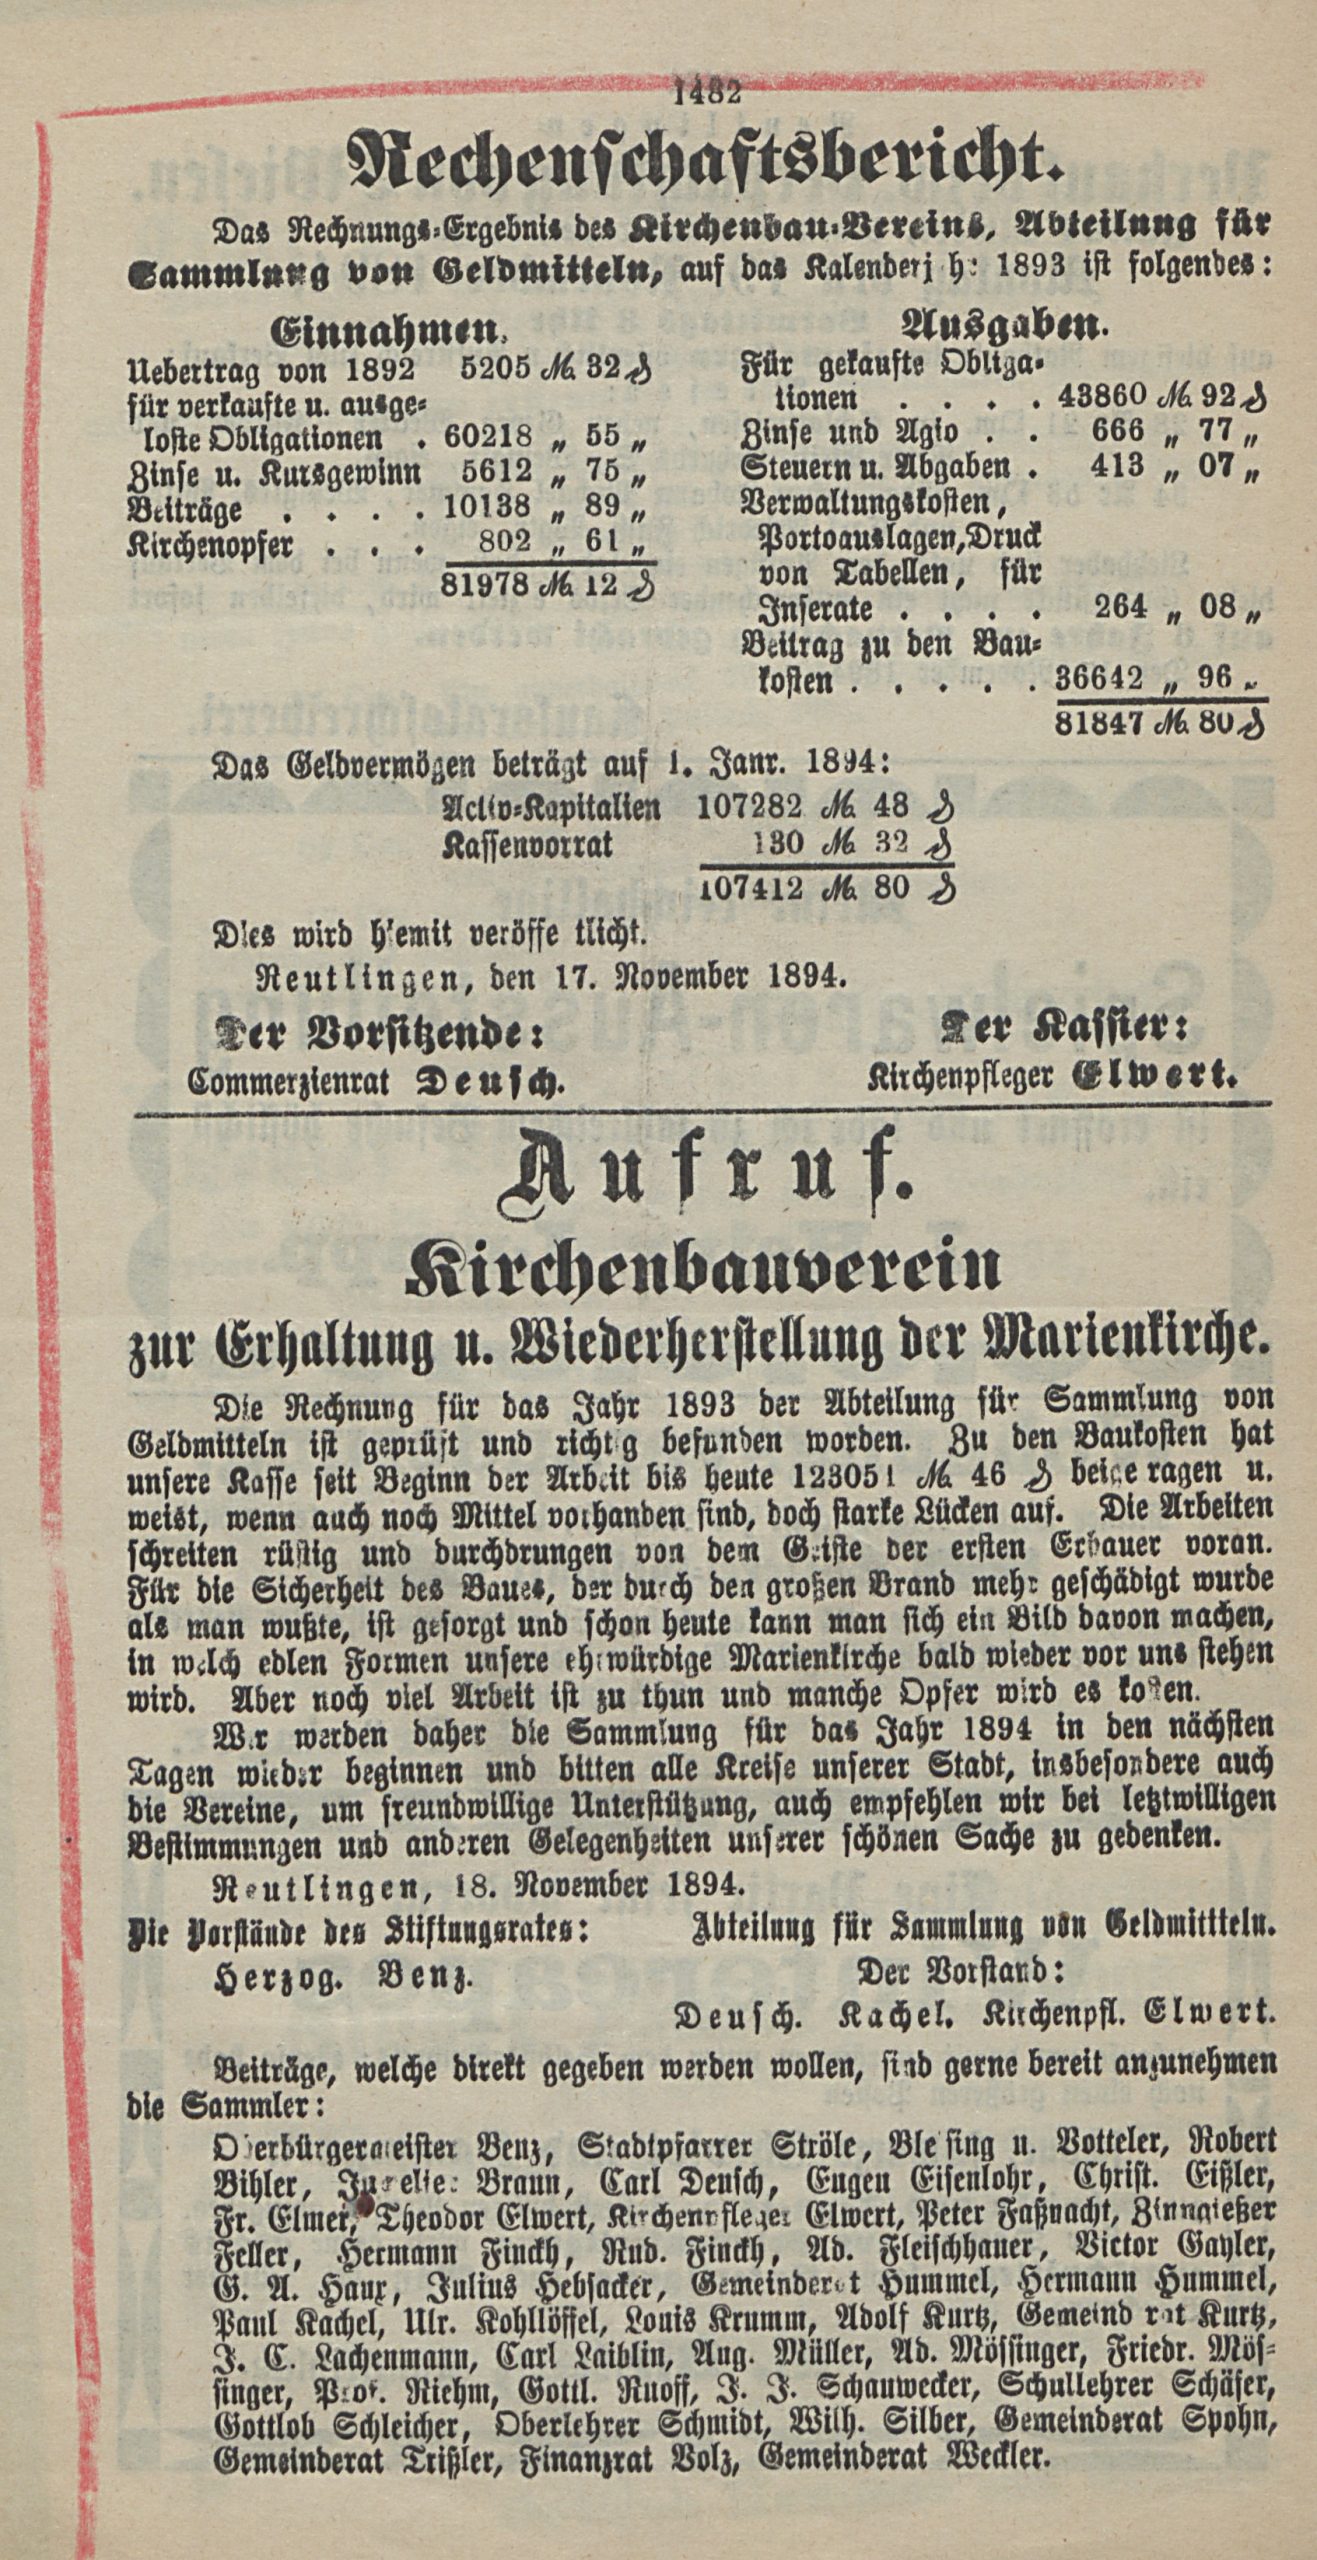 1482
Rechenschaftsbericht.
Das Rechnungs-Ergebnis des Kirchenbau-Vereins, Abteilung für
Sammlung von Geldmitteln, auf das Kalenderj h: 1893 ist folgendes:
Einnahmen.
Uebertrag von 1892 5205 M. 32 ₰
für verkaufte u. ausge-
loste Obligationen . 60218 „ 55 „
Zinse u. Kursgewinn 5612 „ 75 „
Beiträge . . . . 10138 „ 89 „
Kirchenopfer . . . 802 „ 61 „
81978 M. 12 ₰
Ausgaben.
Für gekaufte Obliga-
tionen . . . . 43860 M. 92 ₰
Zinse und Agio . . 666 „ 77 „
Steuern u. Abgaben . 413 „ 07 „
Verwaltungskosten,
Portoauslagen, Druck
von Tabellen, für
Inserate . . . . 264 „ 08 „
Beitrag zu den Bau-
kosten . . . . . 36642 „ 96 „
81847 M. 80 ₰
Das Geldvermögen beträgt auf 1. Janr. 1894:
Activ-Kapitalien 107282 M. 48 ₰
Kassenvorrat 130 M. 32 ₰
107412 M. 80 ₰
Dies wird hiemit veröffe tlicht.
Reutlingen, den 17. November 1894.
Der Vorsitzende:
Commerzienrat Deusch.
Der Kassier:
Kirchenpfleger Elwert.
Aufruf.
Kirchenbauverein
zur Erhaltung u. Wiederherstellung der Marienkirche.
Die Rechnung für das Jahr 1893 der Abteilung für Sammlung von
Geldmitteln ist geprüft und richtig befunden worden. Zu den Baukosten hat
unsere Kasse seit Beginn der Arbeit bis heute 123051 M. 46 ₰ beige ragen u.
weist, wenn auch noch Mittel vorhanden sind, doch starke Lücken auf. Die Arbeiten
schreiten rüstig und durchdrungen von dem Geiste der ersten Erbauer voran.
Für die Sicherheit des Baues, der durch den großen Brand mehr geschädigt wurde
als man wußte, ist gesorgt und schon heute kann man sich ein Bild davon machen,
in welch edlen Formen unsere ehrwürdige Marienkirche bald wieder vor uns stehen
wird. Aber noch viel Arbeit ist zu thun und manche Opfer wird es kosten.
Wir werden daher die Sammlung für das Jahr 1894 in den nächsten
Tagen wieder beginnen und bitten alle Kreise unserer Stadt, insbesondere auch
die Vereine, um freundwillige Unterstützung, auch empfehlen wir bei letztwilligen
Bestimmungen und anderen Gelegenheiten unserer schönen Sache zu gedenken.
Reutlingen, 18. November 1894.
Die Vorstände des Stiftungsrates:
Herzog. Benz.
Abteilung für Sammlung von Geldmittteln.
Der Vorstand:
Deusch. Kachel. Kirchenpfl. Elwert.
Beiträge, welche direkt gegeben werden wollen, sind gerne bereit anzunehmen
die Sammler:
Oberbürgermeister Benz, Stadtpfarrer Ströle, Blessing u. Votteler, Robert
Bihler, Juwelier Braun, Carl Deusch, Eugen Eisenlohr, Christ. Eißler,
Fr. Elmer, Theodor Elwert, Kirchenpfleger Elwert, Peter Faßnacht, Zinngießer
Feller, Hermann Finckh, Rud. Finckh, Ad. Fleischhauer, Victor Gayler,
G. A. Haux, Julius Hebsacker, Gemeinderat Hummel, Hermann Hummel,
Paul Kachel, Ulr. Kohllöffel, Louis Krumm, Adolf Kurtz, Gemeind rat Kurtz,
J. C. Lachenmann, Carl Laiblin, Aug. Müller, Ad. Mössinger, Friedr. Mös-
singer, Prof. Riehm, Gottl. Ruoff, J. J. Schauwecker, Schullehrer Schäfer,
Gottlob Schleicher, Oberlehrer Schmidt, Wilh. Silber, Gemeinderat Spohn,
Gemeinderat Trißler, Finanzrat Volz, Gemeinderat Weckler.